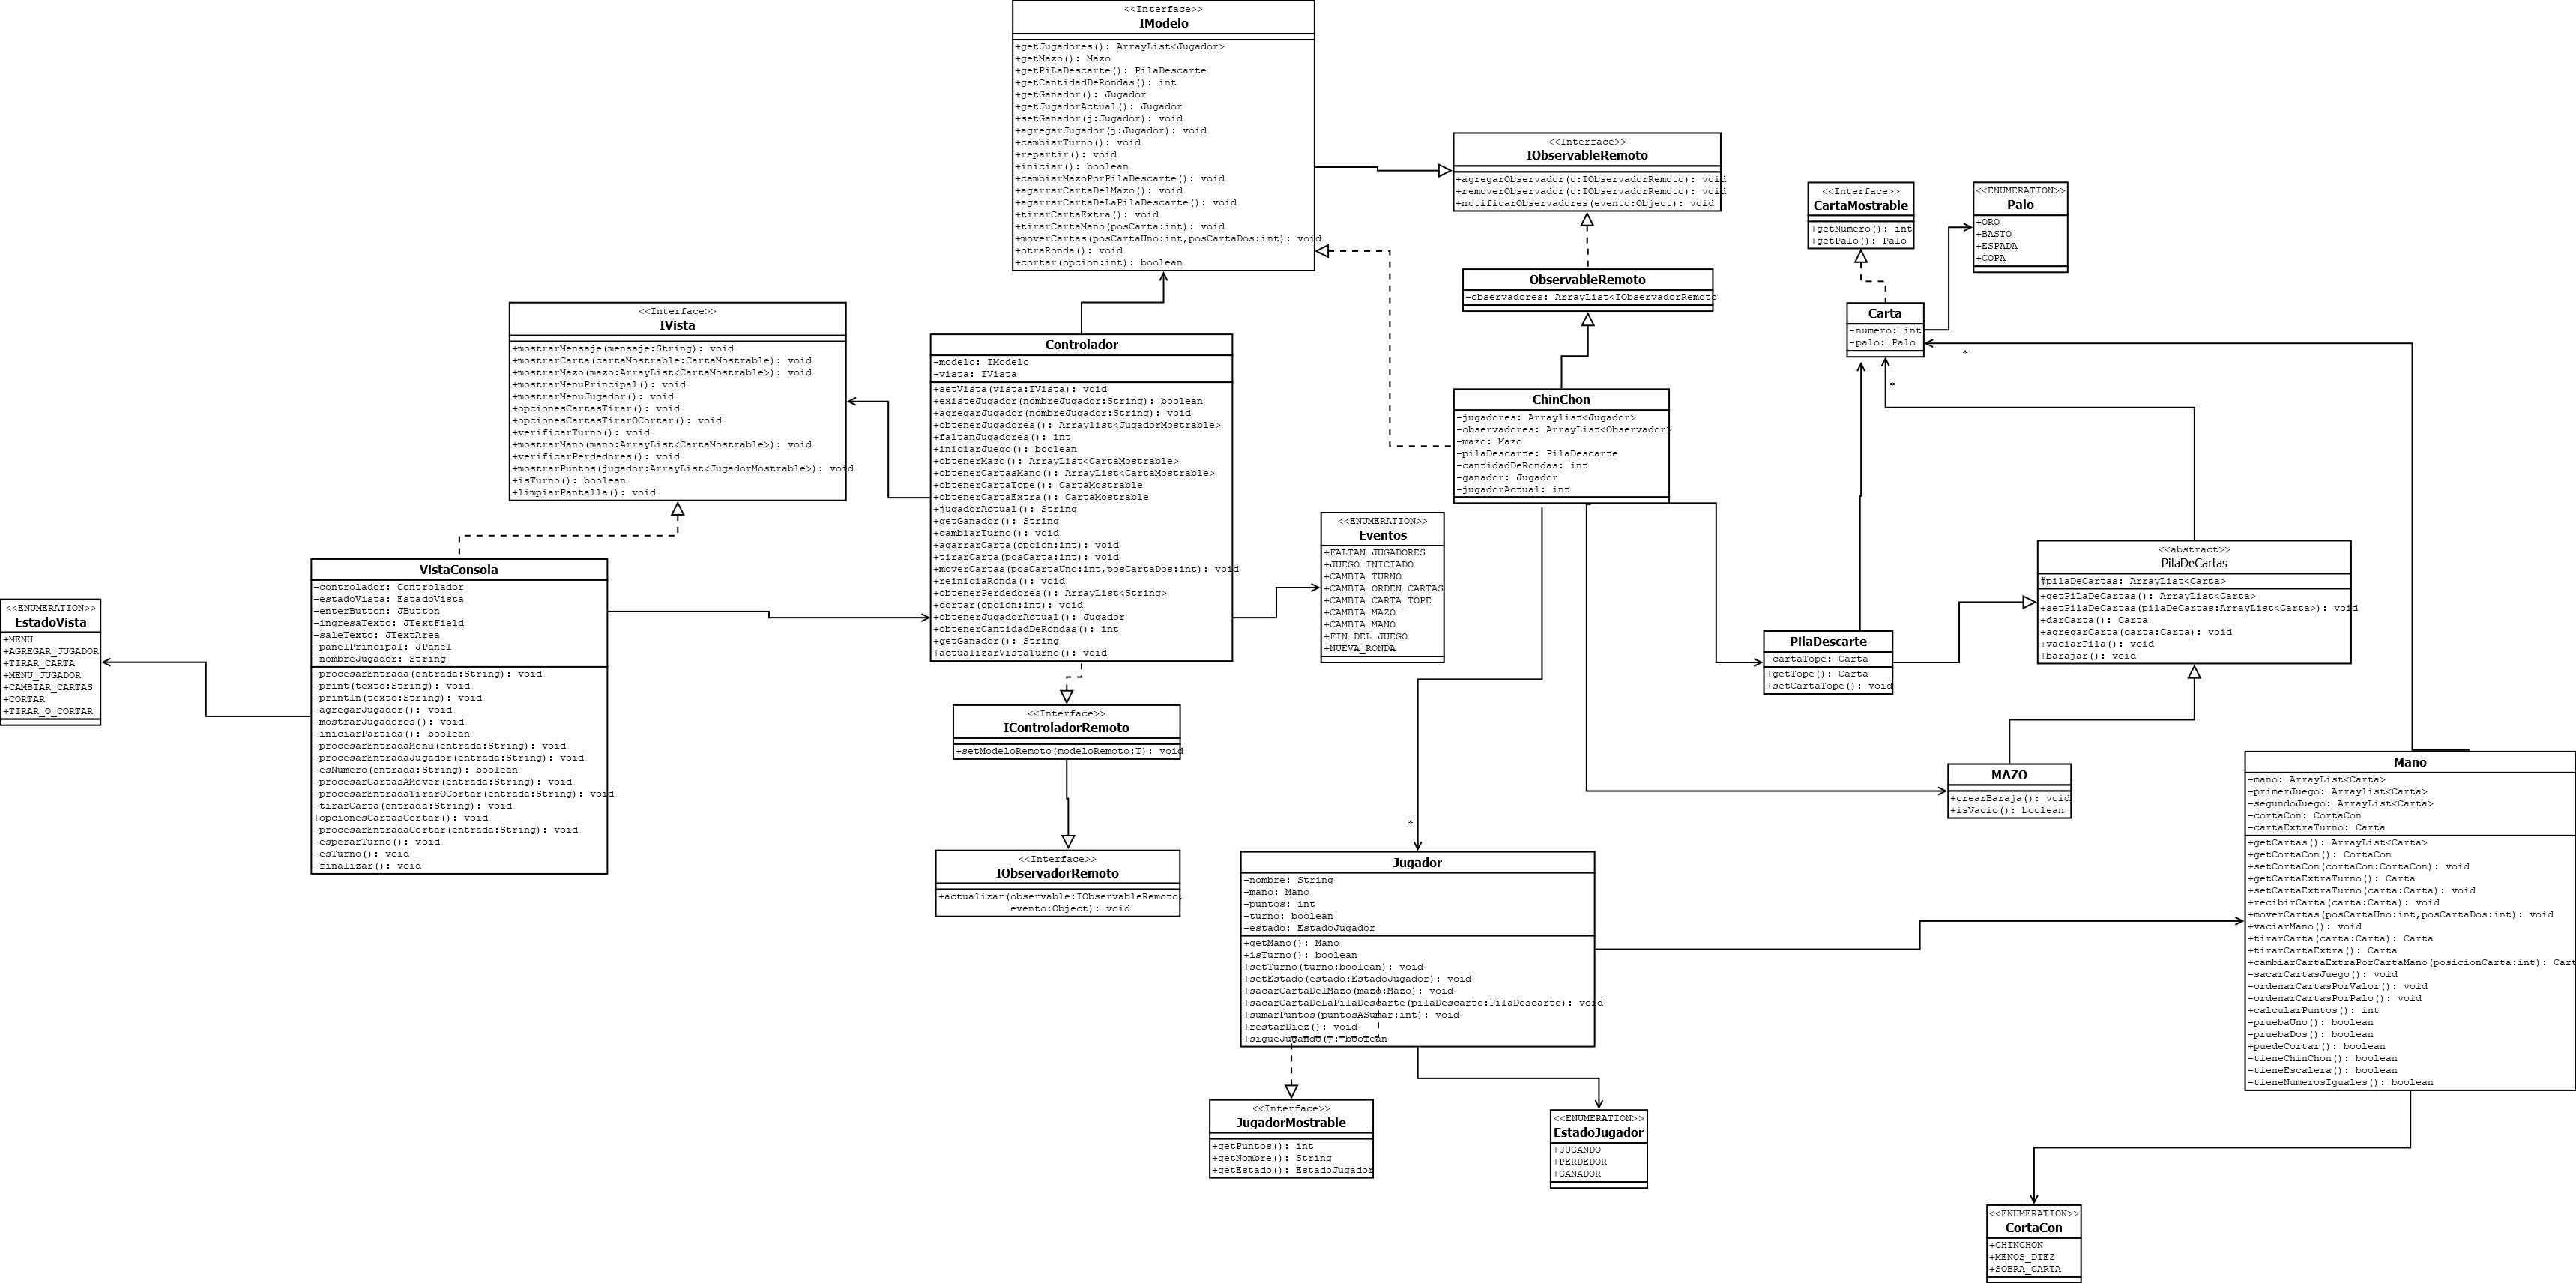 <<Interface>>
IModelo
+getJugadores(): ArrayList<Jugador>
+getMazo(): Mazo
+getPiLaDescarte(): PilaDescarte
+getCantidadDeRondas(): int
+getGanador(): Jugador
+getJugadorActual(): Jugador
+setGanador(j:Jugador): void
+agregarJugador(j:Jugador): void
+cambiarTurno(): void
+repartir(): void
+iniciar(): boolean
+cambiarMazoPorPilaDescarte(): void
+agarrarCartaDelMazo(): void
+agarrarCartaDeLaPilaDescarte(): void
+tirarCartaExtra(): void
+tirarCartaMano(posCarta:int): void
+moverCartas(posCartaUno:int,posCartaDos:int): void
+otraRonda(): void
+cortar(opcion:int): boolean
<<Interface>>
IObservableRemoto
+agregarObservador(o:IObservadorRemoto): void
+removerObservador(o:IObservadorRemoto): void
+notificarObservadores(evento:Object): void
<<Interface>>
CartaMostrable
+getNumero(): int
+getPalo(): Palo
<<ENUMERATION>>
Palo
+ORO
+BASTO
+ESPADA
+COPA
ObservableRemoto
-observadores: ArrayList<IObservadorRemoto
Carta
-numero: int
-palo: Palo
*
*
<<Interface>>
IVista
+mostrarMensaje(mensaje:String): void
+mostrarCarta(cartaMostrable:CartaMostrable): void
+mostrarMazo(mazo:ArrayList<CartaMostrable>): void
+mostrarMenuPrincipal(): void
+mostrarMenuJugador(): void
+opcionesCartasTirar(): void
+opcionesCartasTirarOCortar(): void
+verificarTurno(): void
+mostrarMano(mano:ArrayList<CartaMostrable>): void
+verificarPerdedores(): void
+mostrarPuntos(jugador:ArrayList<JugadorMostrable>): void
+isTurno(): boolean
+limpiarPantalla(): void
Controlador
-modelo: IModelo
-vista: IVista
+setVista(vista:IVista): void
+existeJugador(nombreJugador:String): boolean
+agregarJugador(nombreJugador:String): void
+obtenerJugadores(): Arraylist<JugadorMostrable>
+faltanJugadores(): int
+iniciarJuego(): boolean
+obtenerMazo(): ArrayList<CartaMostrable>
+obtenerCartasMano(): ArrayList<CartaMostrable>
+obtenerCartaTope(): CartaMostrable
+obtenerCartaExtra(): CartaMostrable
+jugadorActual(): String
+getGanador(): String
+cambiarTurno(): void
+agarrarCarta(opcion:int): void
+tirarCarta(posCarta:int): void
+moverCartas(posCartaUno:int,posCartaDos:int): void
+reiniciaRonda(): void
+obtenerPerdedores(): ArrayList<String>
+cortar(opcion:int): void
+obtenerJugadorActual(): Jugador
+obtenerCantidadDeRondas(): int
+getGanador(): String
+actualizarVistaTurno(): void
ChinChon
-jugadores: Arraylist<Jugador>
-observadores: ArrayList<Observador>
-mazo: Mazo
-pilaDescarte: PilaDescarte
-cantidadDeRondas: int
-ganador: Jugador
-jugadorActual: int
<<ENUMERATION>>
Eventos
+FALTAN_JUGADORES
+JUEGO_INICIADO
+CAMBIA_TURNO
+CAMBIA_ORDEN_CARTAS
+CAMBIA_CARTA_TOPE
+CAMBIA_MAZO
+CAMBIA_MANO
+FIN_DEL_JUEGO
+NUEVA_RONDA
<<abstract>>
PilaDeCartas
#pilaDeCartas: ArrayList<Carta>
+getPilaDeCartas(): ArrayList<Carta>
+setPilaDeCartas(pilaDeCartas:ArrayList<Carta>): void
+darCarta(): Carta
+agregarCarta(carta:Carta): void
+vaciarPila(): void
+barajar(): void
VistaConsola
-controlador: Controlador
-estadoVista: EstadoVista
-enterButton: JButton
-ingresaTexto: JTextField
-saleTexto: JTextArea
-panelPrincipal: JPanel
-nombreJugador: String
-procesarEntrada(entrada:String): void
-print(texto:String): void
-println(texto:String): void
-agregarJugador(): void
-mostrarJugadores(): void
-iniciarPartida(): boolean
-procesarEntradaMenu(entrada:String): void
-procesarEntradaJugador(entrada:String): void
-esNumero(entrada:String): boolean
-procesarCartasAMover(entrada:String): void
-procesarEntradaTirarOCortar(entrada:String): void
-tirarCarta(entrada:String): void
+opcionesCartasCortar(): void
-procesarEntradaCortar(entrada:String): void
-esperarTurno(): void
-esTurno(): void
-finalizar(): void
<<ENUMERATION>>
EstadoVista
+MENU
+AGREGAR_JUGADOR
+TIRAR_CARTA
+MENU_JUGADOR
+CAMBIAR_CARTAS
+CORTAR
+TIRAR_O_CORTAR
PilaDescarte
-cartaTope: Carta
+getTope(): Carta
+setCartaTope(): void
<<Interface>>
IControladorRemoto
+setModeloRemoto(modeloRemoto:T): void
MAZO
+crearBaraja(): void
+isVacio(): boolean
Mano
-mano: ArrayList<Carta>
-primerJuego: Arraylist<Carta>
-segundoJuego: ArrayList<Carta>
-cortaCon: CortaCon
-cartaExtraTurno: Carta
+getCartas(): ArrayList<Carta>
+getCortaCon(): CortaCon
+setCortaCon(cortaCon:CortaCon): void
+getCartaExtraTurno(): Carta
+setCartaExtraTurno(carta:Carta): void
+recibirCarta(carta:Carta): void
+moverCartas(posCartaUno:int,posCartaDos:int): void
+vaciarMano(): void
+tirarCarta(carta:Carta): Carta
+tirarCartaExtra(): Carta
+cambiarCartaExtraPorCartaMano(posicionCarta:int): Cart
-sacarCartasJuego(): void
-ordenarCartasPorValor(): void
-ordenarCartasPorPalo(): void
+calcularPuntos(): int
-pruebaUno(): boolean
-pruebaDos(): boolean
+puedeCortar(): boolean
-tieneChinChon(): boolean
-tieneEscalera(): boolean
-tieneNumerosIguales(): boolean
*
<<Interface>>
IObservadorRemoto
+actualizar(observable:IObservableRemoto,
evento:Object): void
Jugador
-nombre: String
-mano: Mano
-puntos: int
-turno: boolean
-estado: EstadoJugador
+getMano(): Mano
+isTurno(): boolean
+setTurno(turno:boolean): void
+setEstado(estado:EstadoJugador): void
+sacarCartaDelMazo(mazo:Mazo): void
+sacarCartaDeLaPilaDescarte(pilaDescarte:PilaDescarte): void
+sumarPuntos(puntosASumar:int): void
+restarDiez(): void
+sigueJugando(): boolean
<<Interface>>
JugadorMostrable
+getPuntos(): int
+getNombre(): String
+getEstado(): EstadoJugador
<<ENUMERATION>>
EstadoJugador
+JUGANDO
+PERDEDOR
+GANADOR
<<ENUMERATION>>
CortaCon
+CHINCHON
+MENOS_DIEZ
+SOBRA_CARTA